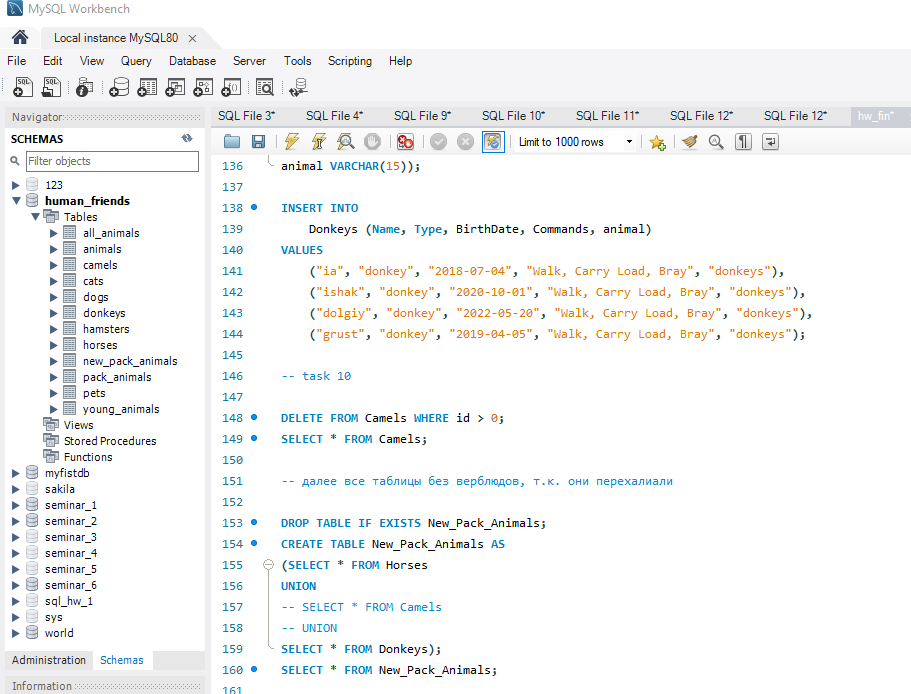 MySQL Workbench
Local instance MySQL80
File Edit View Query Database Server Tools Scripting Help
Navigator
SCHEMAS
Filter objects
123
human_friends
Tables
all_animals
animals
camels
cats
dogs
donkeys
hamsters
horses
new_pack_animals
pack_animals
pets
young_animals
Views
Stored Procedures
Functions
myfistdb
sakila
seminar_1
seminar_2
seminar_3
seminar_4
seminar_5
seminar_6
sql_hw_1
sys
world
Administration Schemas
Information
SQL File 3* SQL File 4* SQL File 9* SQL File 10* SQL File 11* SQL File 12* SQL File 12* hw_fin*
Limit to 1000 rows
136 animal VARCHAR(15));
137
138 INSERT INTO
139 Donkeys (Name, Type, BirthDate, Commands, animal)
140 VALUES
141 ("ia", "donkey", "2018-07-04", "Walk, Carry Load, Bray", "donkeys"),
142 ("ishak", "donkey", "2020-10-01", "Walk, Carry Load, Bray", "donkeys"),
143 ("dolgiy", "donkey", "2022-05-20", "Walk, Carry Load, Bray", "donkeys"),
144 ("grust", "donkey", "2019-04-05", "Walk, Carry Load, Bray", "donkeys");
145
146 -- task 10
147
148 DELETE FROM Camels WHERE id > 0;
149 SELECT * FROM Camels;
150
151 -- далее все таблицы без верблюдов, т.к. они перехалиали
152
153 DROP TABLE IF EXISTS New_Pack_Animals;
154 CREATE TABLE New_Pack_Animals AS
155 (SELECT * FROM Horses
156 UNION
157 -- SELECT * FROM Camels
158 -- UNION
159 SELECT * FROM Donkeys);
160 SELECT * FROM New_Pack_Animals;
161